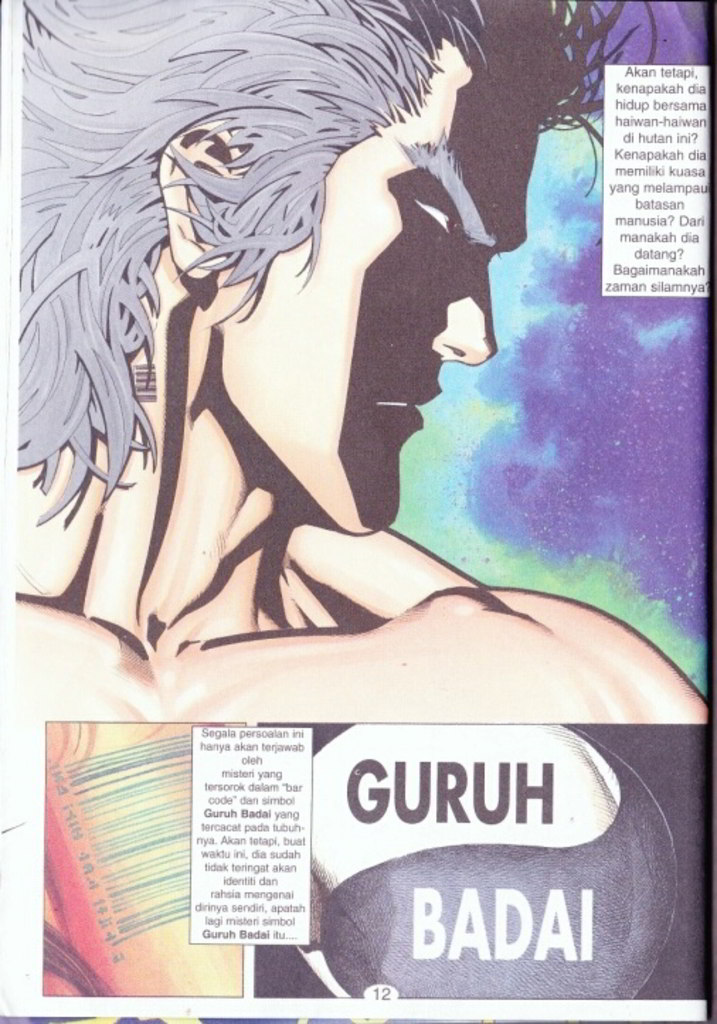 Akan tetapi,
kenapakah dia
hidup bersama
haiwan-haiwan
di hutan ini?
Kenapakah dia
memiliki kuasa
yang melampau
batasan
manusia? Dari
manakah dia
datang?
Bagaimanakah
zaman silamnya?
Segala persoalan ini
hanya akan terjawab
oleh
misteri yang
tersorok dalam "bar
code" dan simbol
Guruh Badai yang
tercacat pada tubuh-
nya. Akan tetapi, buat
waktu ini, dia sudah
tidak teringat akan
identiti dan
rahsia mengenai
dirinya sendiri, apatah
lagi misteri simbol
Guruh Badai itu....
GURUH
BADAI
12